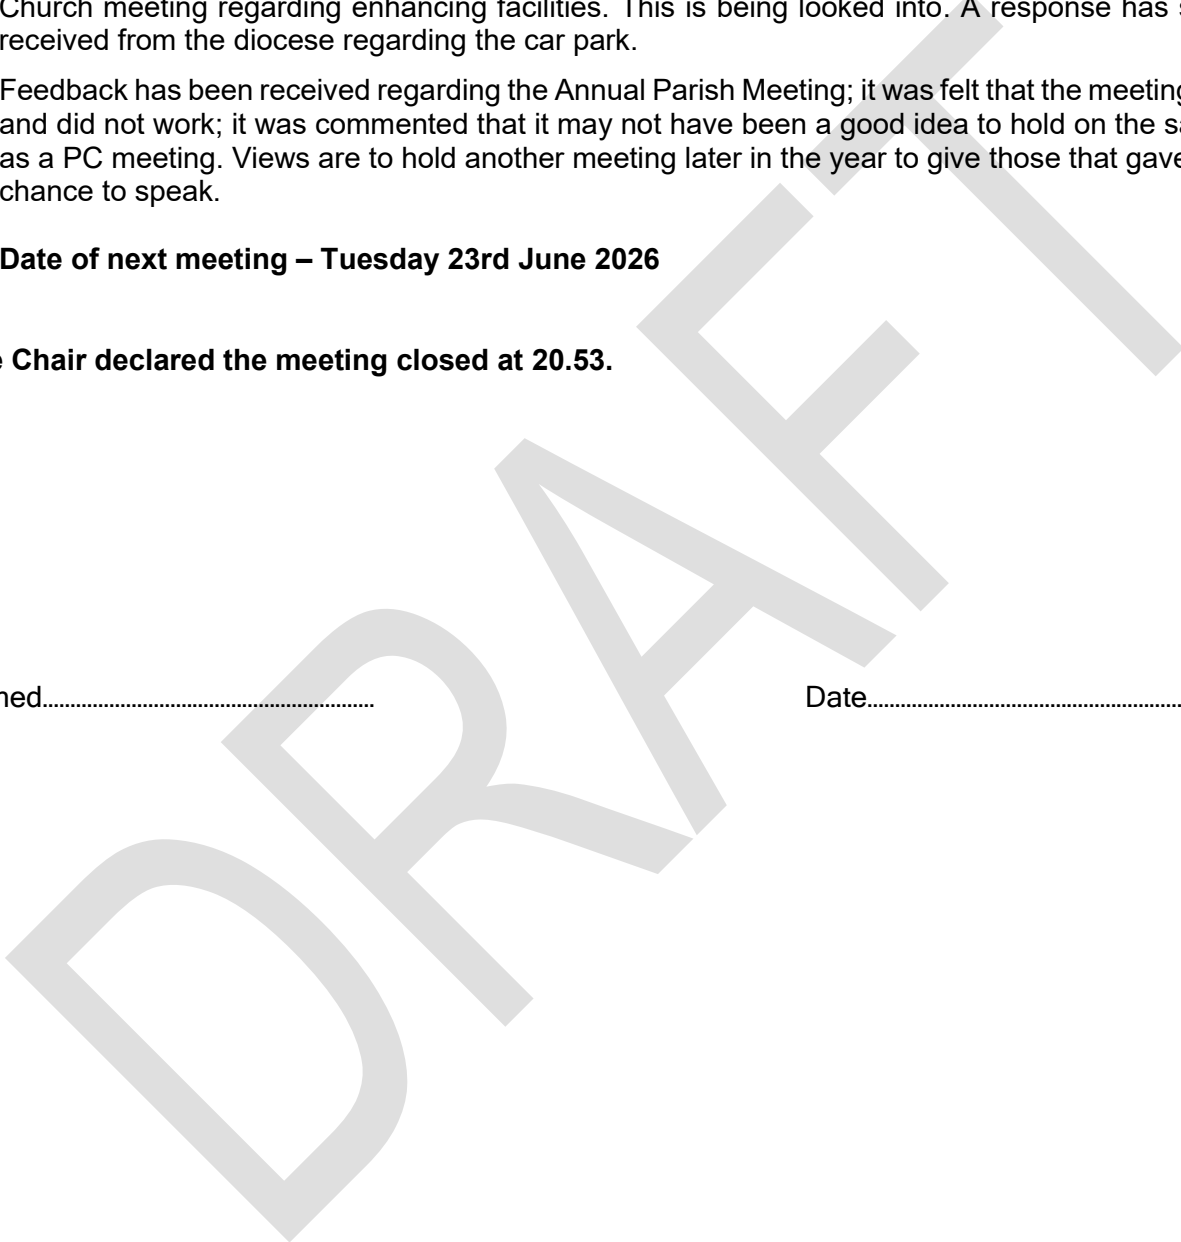 Church meeting regarding enhancing facilities. This is being looked into. A response has
received from the diocese regarding the car park.
Feedback has been received regarding the Annual Parish Meeting; it was felt that the meeting
and did not work; it was commented that it may not have been a good idea to hold on the
as a PC meeting. Views are to hold another meeting later in the year to give those that gave
chance to speak.
Date of next meeting – Tuesday 23rd June 2026
Chair declared the meeting closed at 20.53.
Date............................................................
DRAFT